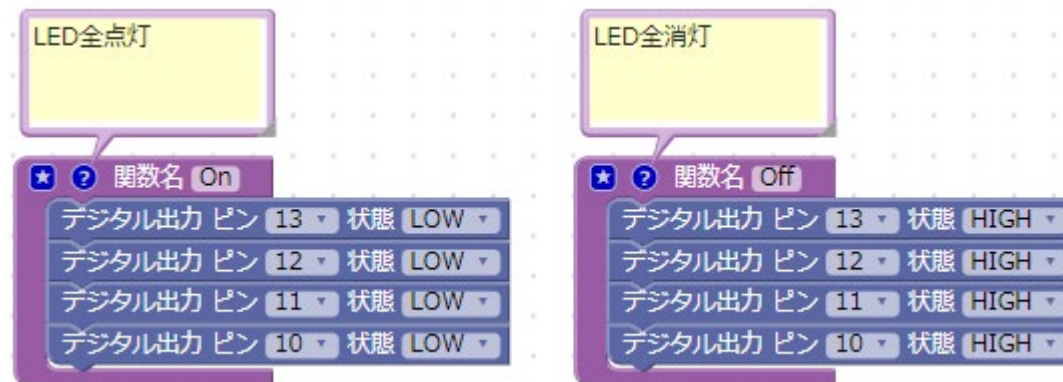 LED全点灯
関数名 On
デジタル出力 ピン 13 状態 LOW
デジタル出力 ピン 12 状態 LOW
デジタル出力 ピン 11 状態 LOW
デジタル出力 ピン 10 状態 LOW
LED全消灯
関数名 Off
デジタル出力 ピン 13 状態 HIGH
デジタル出力 ピン 12 状態 HIGH
デジタル出力 ピン 11 状態 HIGH
デジタル出力 ピン 10 状態 HIGH